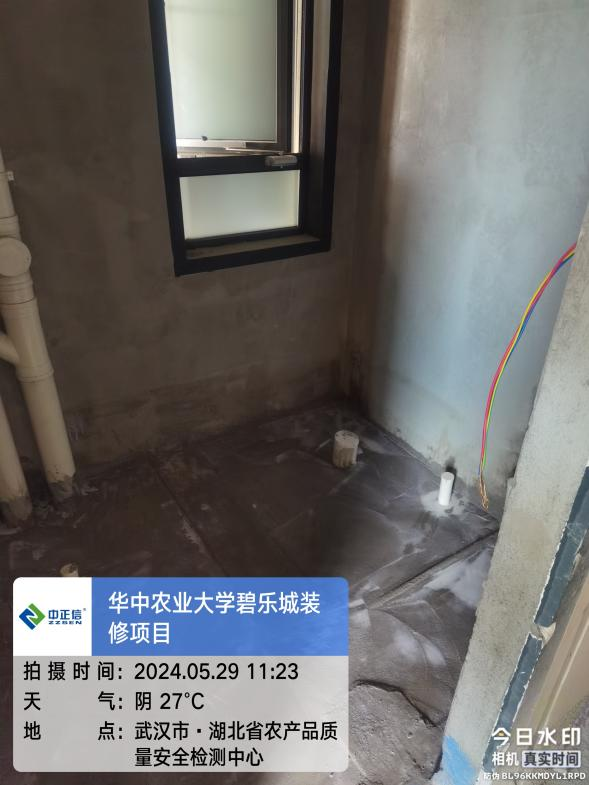 中正信®
ZZSEN
华中农业大学碧乐城装
修项目
拍摄时间: 2024.05.29 11:23
天气: 阴 27°C
地点: 武汉市·湖北省农产品质
量安全检测中心
今日水印
相机 真实时间
防伪 BL96KKMDYL1RPD